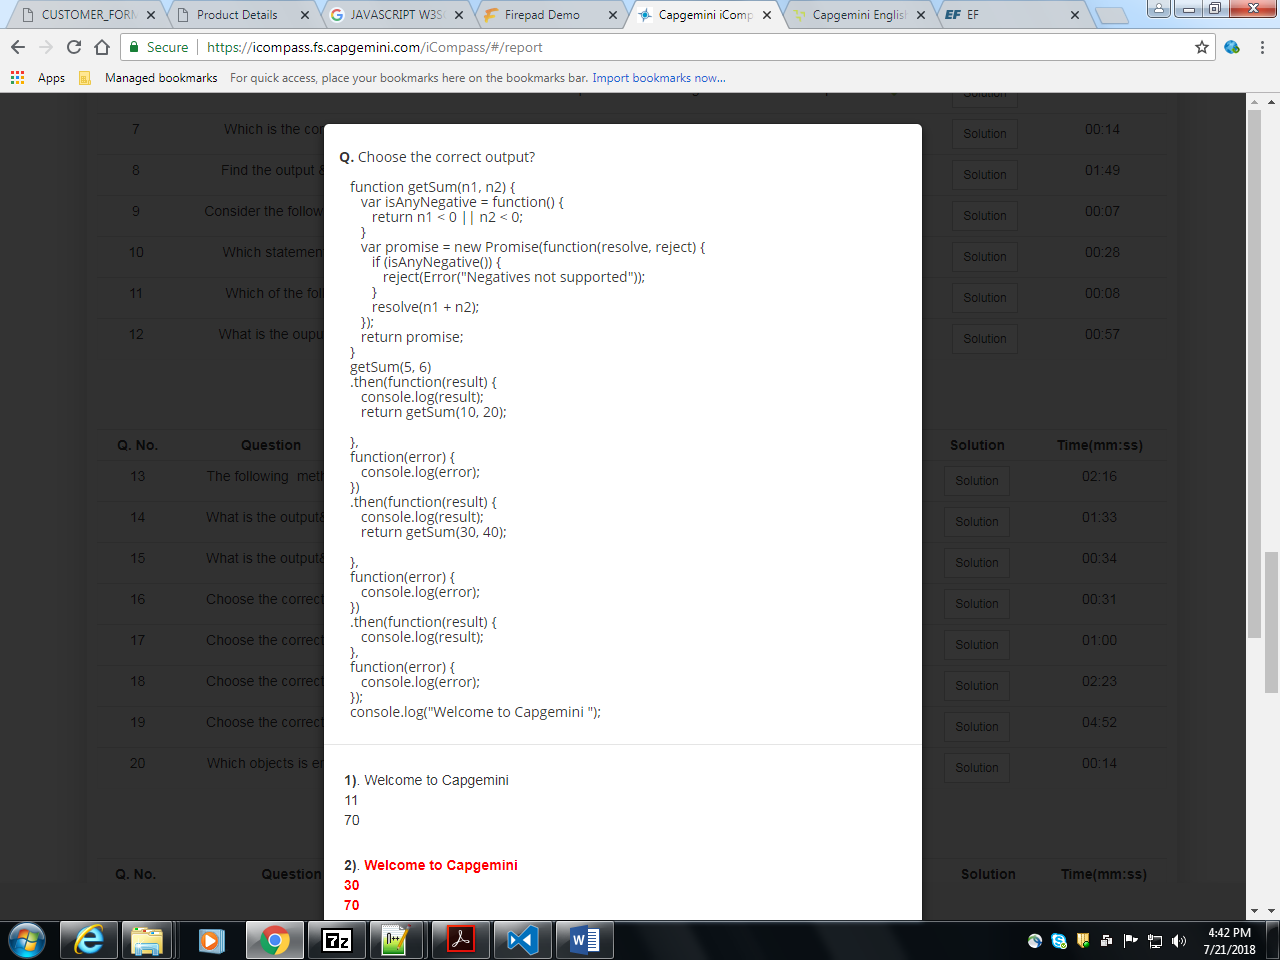 CUSTOMER_FORM
Product Details
JAVASCRIPT W3S
Firepad Demo
Capgemini iComp
Capgemini English
EF EF
Secure https://icompass.fs.capgemini.com/iCompass/#/report
Apps Managed bookmarks For quick access, place your bookmarks here on the bookmarks bar. Import bookmarks now...
Solution
7 Which is the cor Solution 00:14
8 Find the output & Solution 01:49
9 Consider the follow Solution 00:07
10 Which statemen Solution 00:28
11 Which of the foll Solution 00:08
12 What is the oupu Solution 00:57
Q. No. Question Solution Time(mm:ss)
13 The following met Solution 02:16
14 What is the output& Solution 01:33
15 What is the output& Solution 00:34
16 Choose the correct Solution 00:31
17 Choose the correct Solution 01:00
18 Choose the correct Solution 02:23
19 Choose the correct Solution 04:52
20 Which objects is er Solution 00:14
Q. No. Question Solution Time(mm:ss)
Q. Choose the correct output?
function getSum(n1, n2) {
var isAnyNegative = function() {
return n1 < 0 || n2 < 0;
}
var promise = new Promise(function(resolve, reject) {
if (isAnyNegative()) {
reject(Error("Negatives not supported"));
}
resolve(n1 + n2);
});
return promise;
}
getSum(5, 6)
.then(function(result) {
console.log(result);
return getSum(10, 20);
},
function(error) {
console.log(error);
})
.then(function(result) {
console.log(result);
return getSum(30, 40);
},
function(error) {
console.log(error);
})
.then(function(result) {
console.log(result);
},
function(error) {
console.log(error);
});
console.log("Welcome to Capgemini ");
1). Welcome to Capgemini
11
70
2). Welcome to Capgemini
30
70
7z
W
4:42 PM
7/21/2018